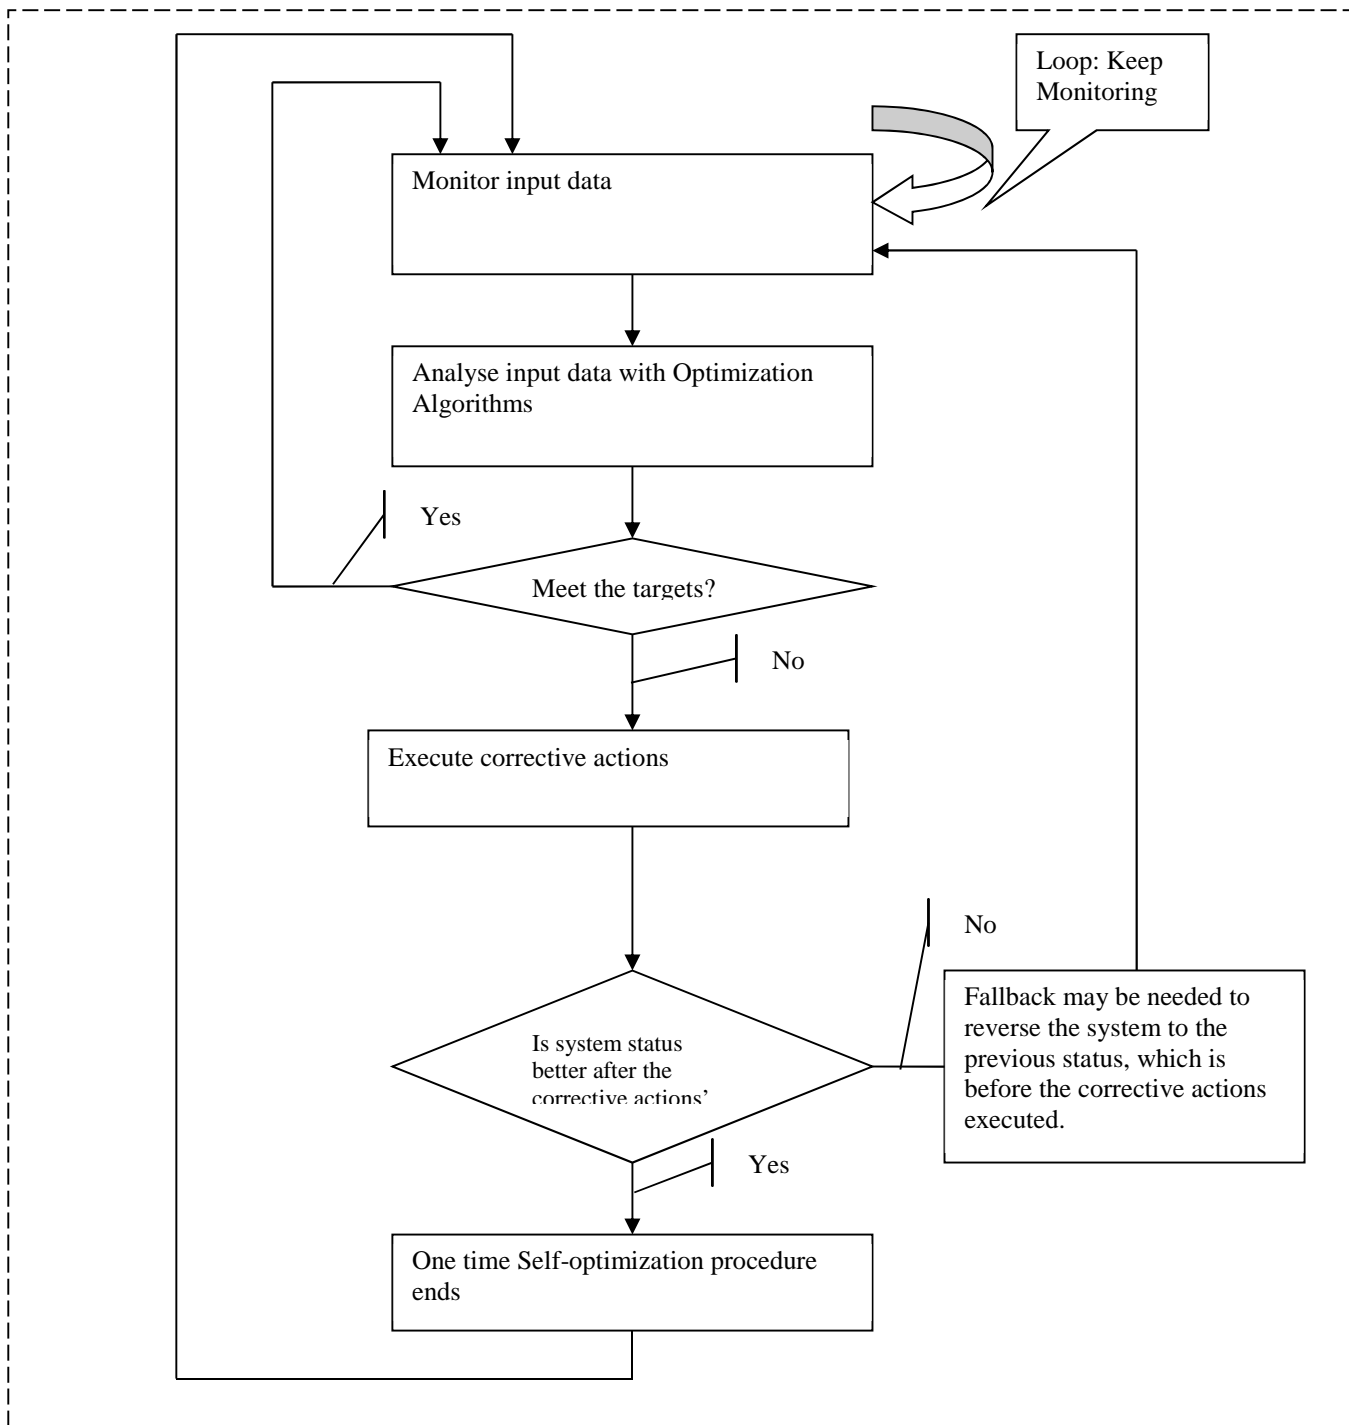 Loop: Keep
Monitoring
Monitor input data
Analyse input data with Optimization
Algorithms
Yes
Meet the targets?
No
Execute corrective actions
No
Is system status
better after the
corrective actions’
Fallback may be needed to
reverse the system to the
previous status, which is
before the corrective actions
executed.
Yes
One time Self-optimization procedure
ends